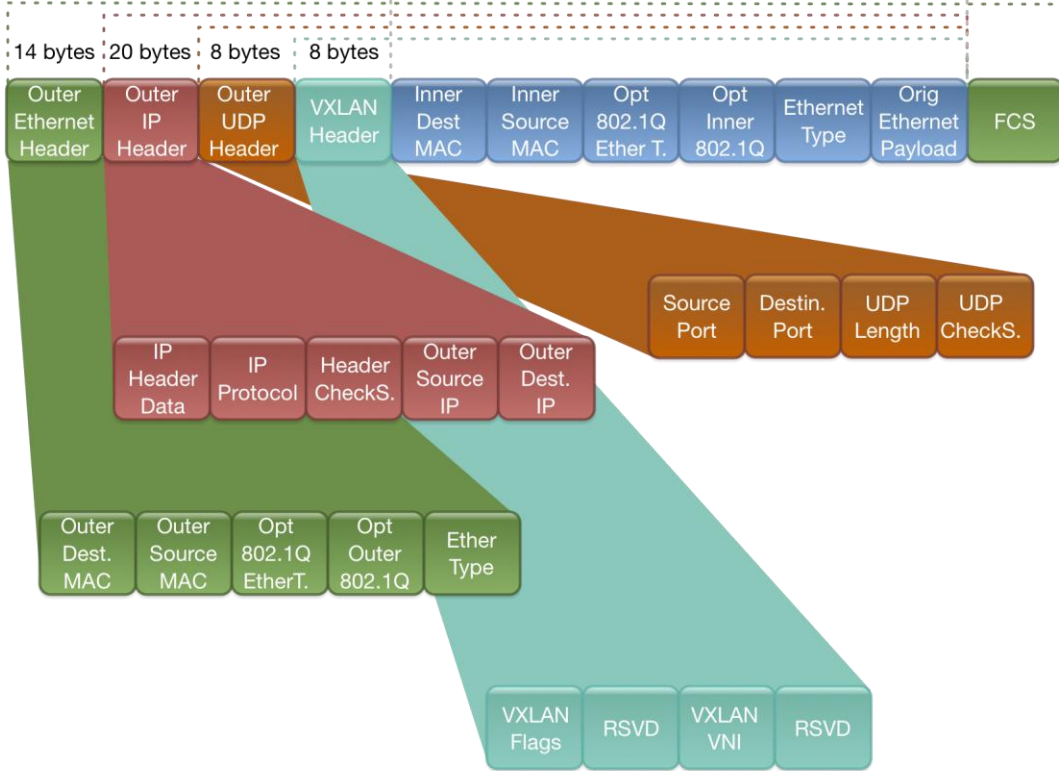 14 bytes 20 bytes 8 bytes 8 bytes
Outer
Ethernet
Header
Outer
IP
Header
Outer
UDP
Header
VXLAN
Header
Inner
Dest
MAC
Inner
Source
MAC
Opt
802.1Q
Ether T.
Opt
Inner
802.1Q
Ethernet
Type
Orig
Ethernet
Payload
FCS
Source
Port
Destin.
Port
UDP
Length
UDP
CheckS.
IP
Header
Data
IP
Protocol
Header
CheckS.
Outer
Source
IP
Outer
Dest.
IP
Outer
Dest.
MAC
Outer
Source
MAC
Opt
802.1Q
EtherT.
Opt
Outer
802.1Q
Ether
Type
VXLAN
Flags
RSVD
VXLAN
VNI
RSVD